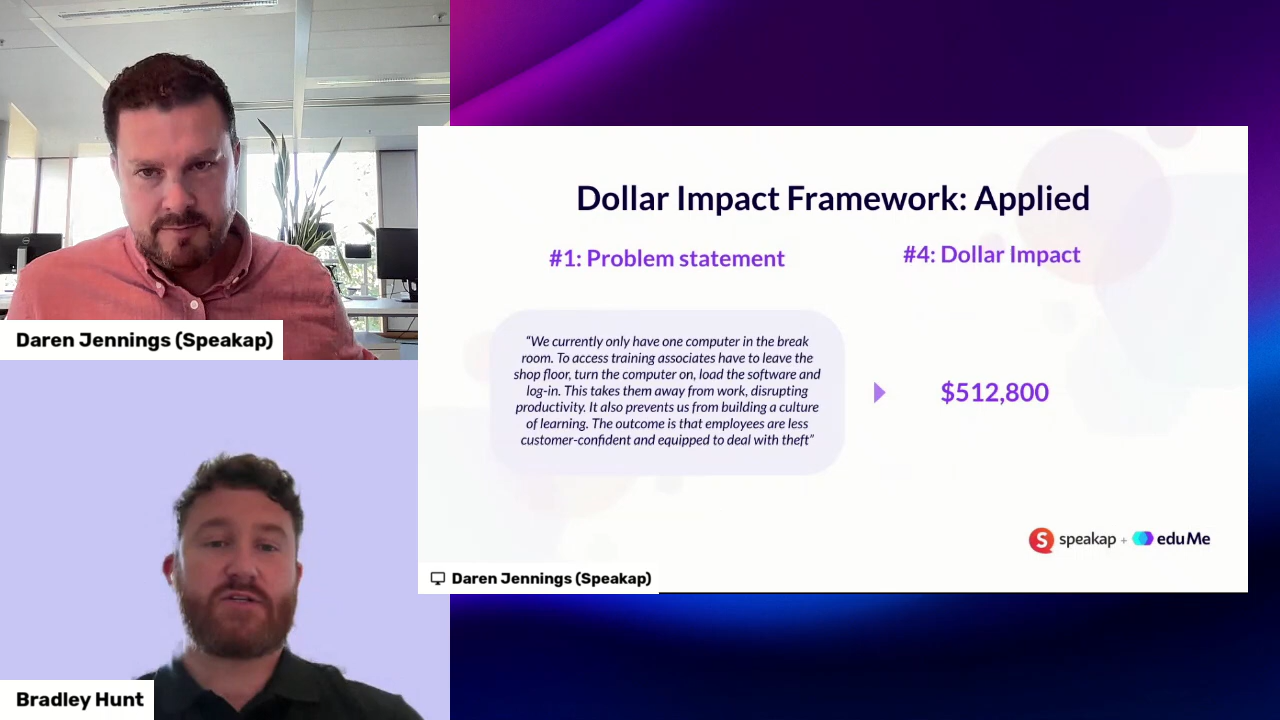 Daren Jennings (Speakap)
Bradley Hunt
Dollar Impact Framework: Applied
#1: Problem statement
#4: Dollar Impact
“We currently only have one computer in the break
room. To access training associates have to leave the
shop floor, turn the computer on, load the software and
log-in. This takes them away from work, disrupting
productivity. It also prevents us from building a culture
of learning. The outcome is that employees are less
customer-confident and equipped to deal with theft”
$512,800
S speakap + eduMe
Daren Jennings (Speakap)